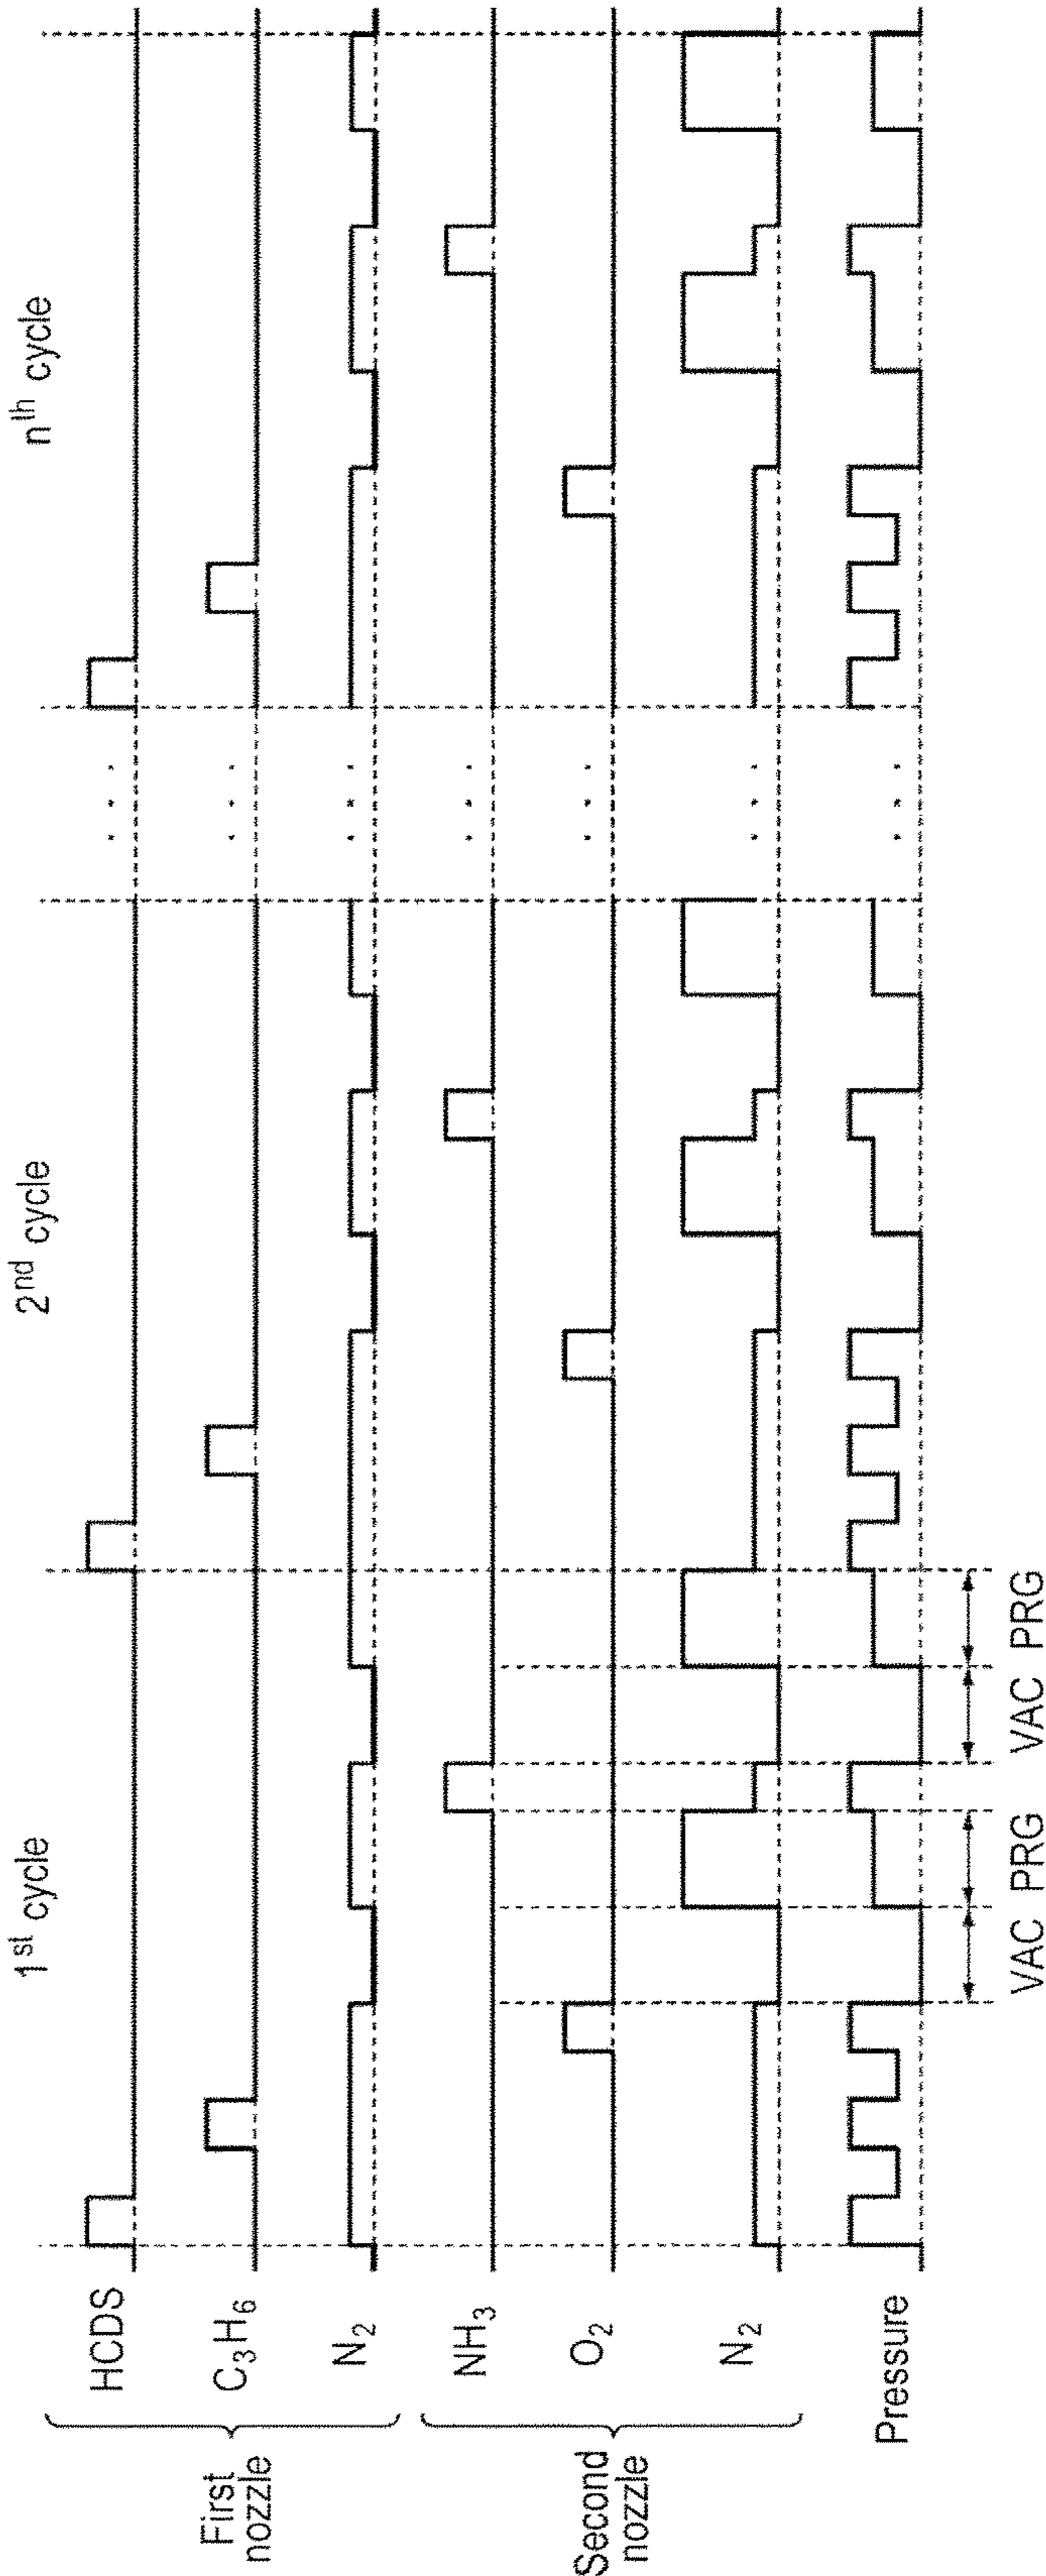 1st cycle
2nd cycle
nth cycle
First
nozzle
HCDS
C3H6
N2
Second
nozzle
NH3
O2
N2
Pressure
VAC PRG VAC PRG